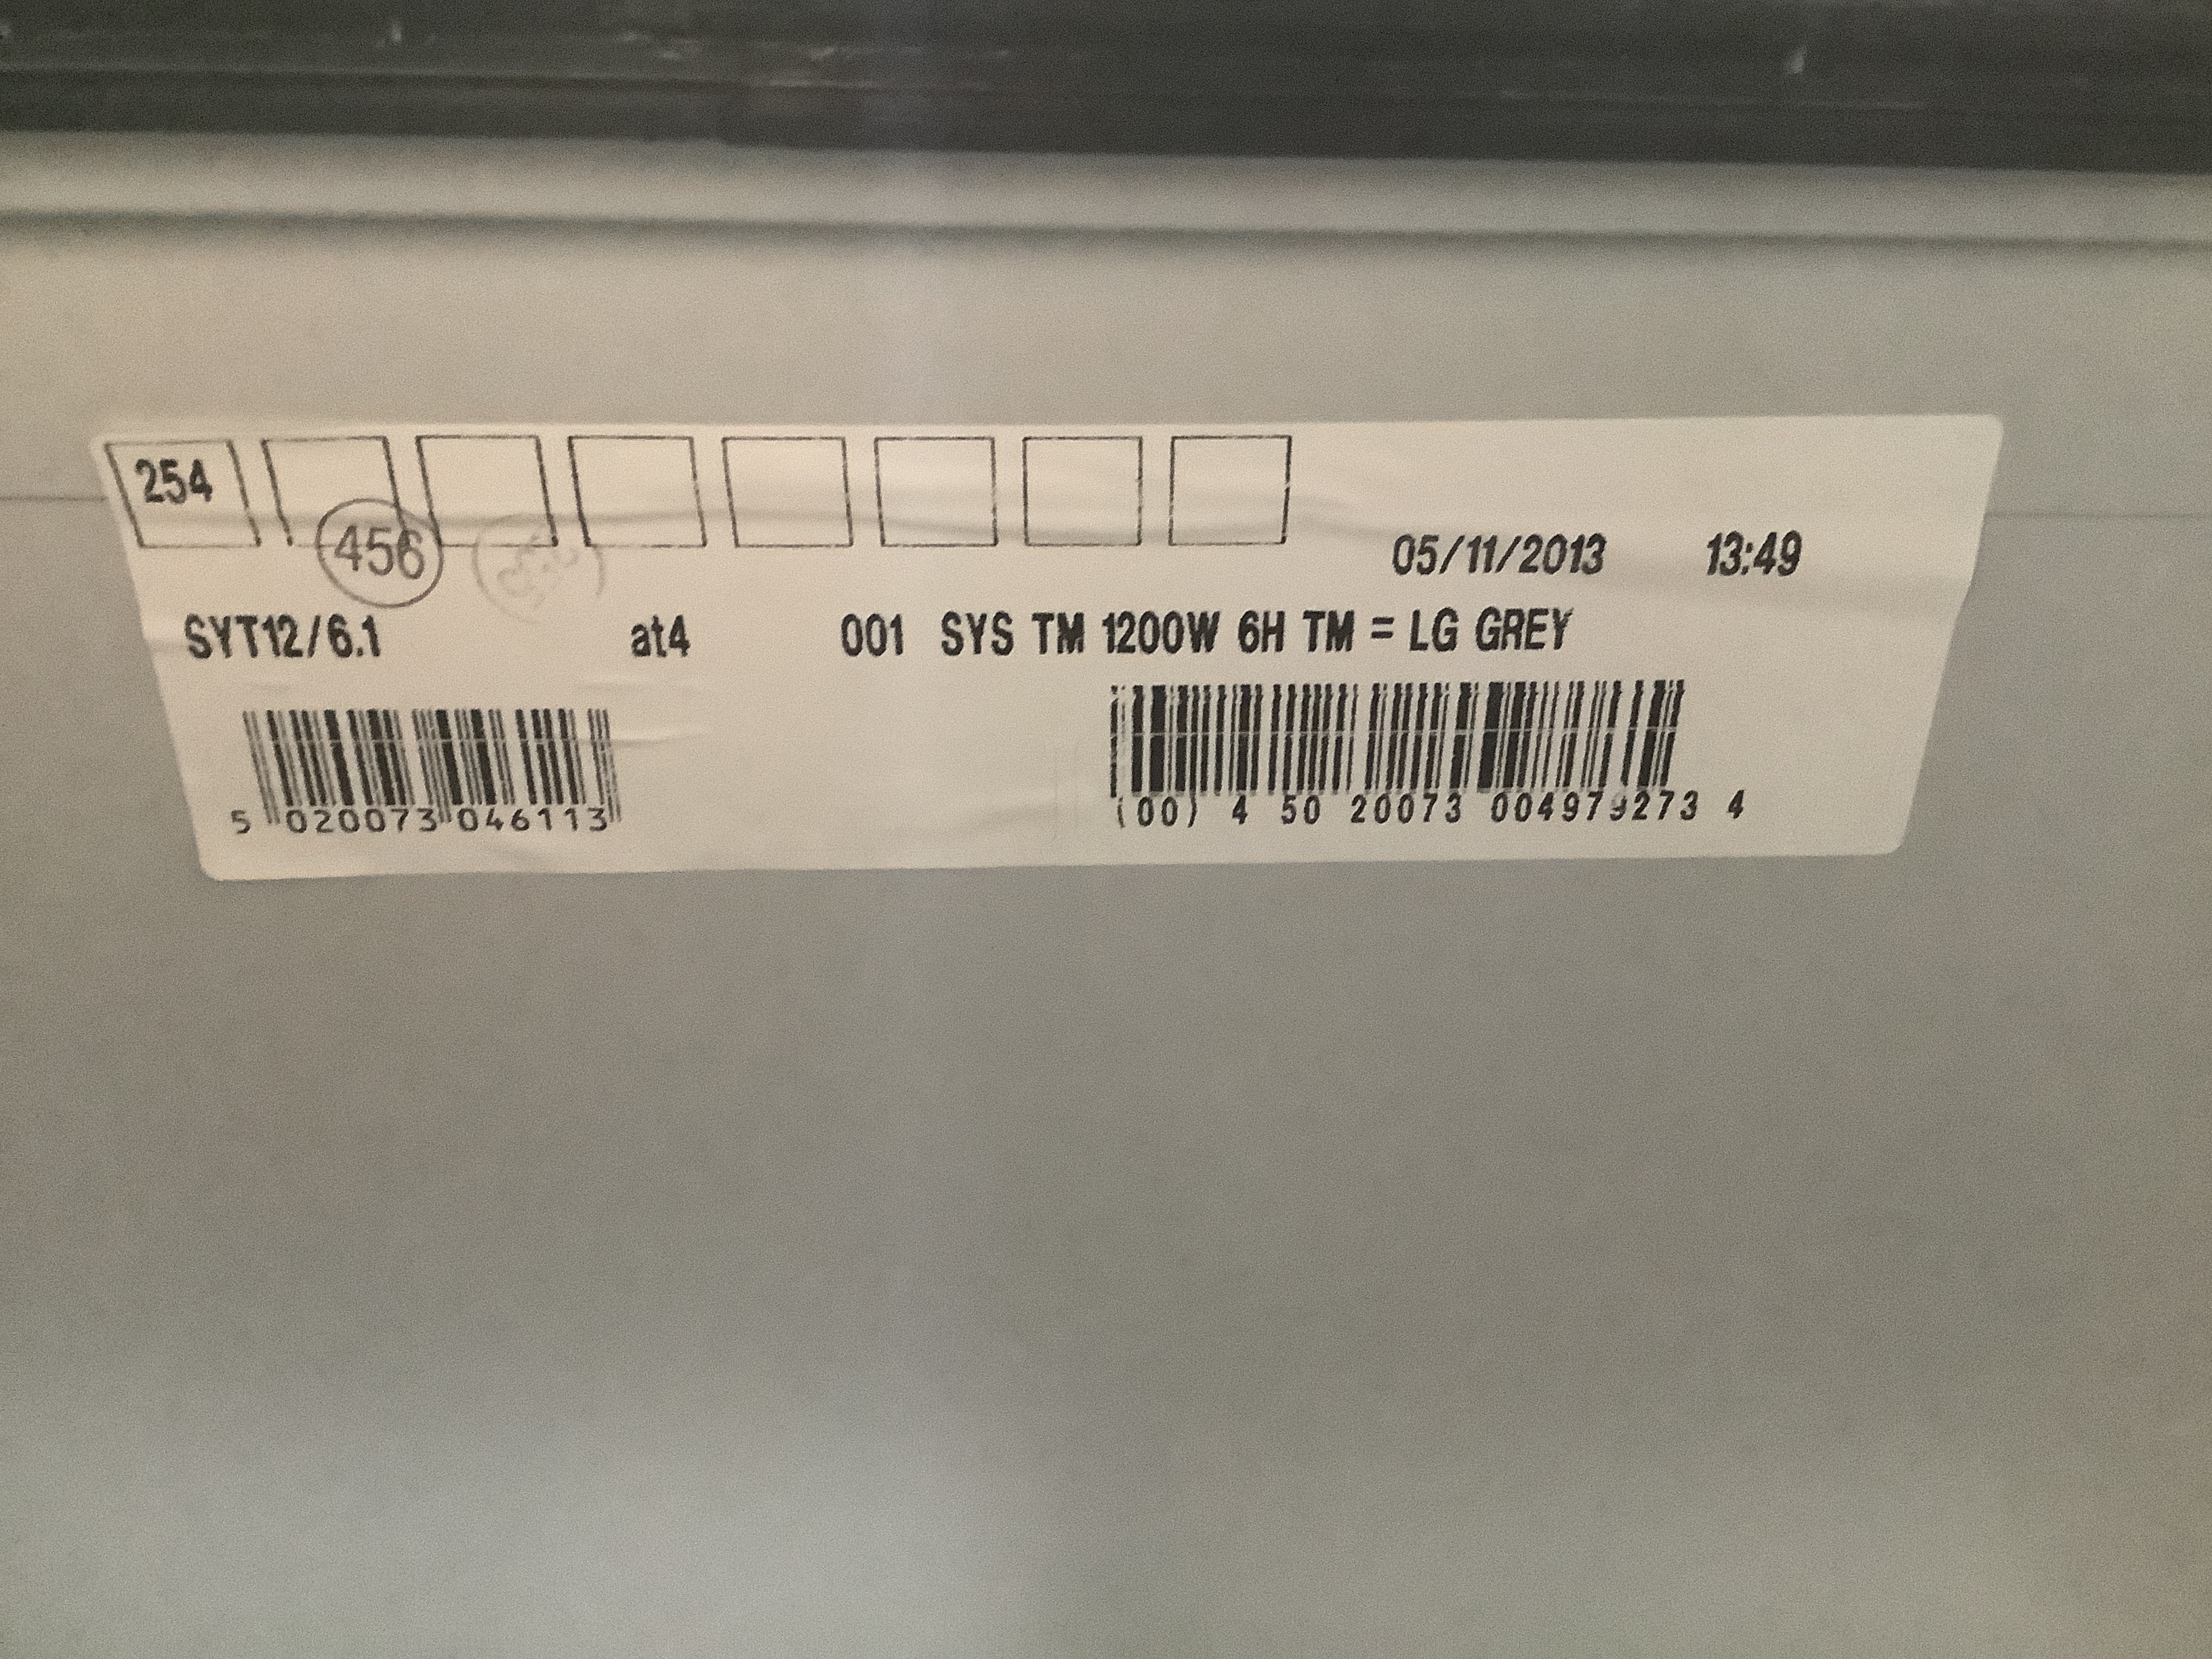 254
456
05/11/2013 13:49
SYT12/6.1 at4 001 SYS TM 1200W 6H TM = LG GREY
5 020073 046113
(00) 4 50 20073 004979273 4